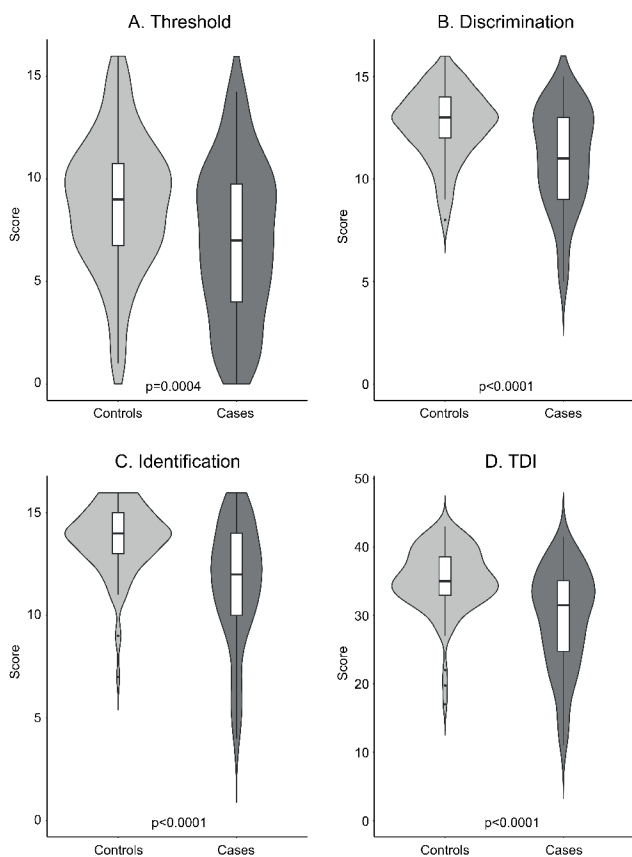 A. Threshold
15
10
5
0
Score
p=0.0004
Controls Cases
B. Discrimination
15
10
5
0
Score
p<0.0001
Controls Cases
C. Identification
15
10
5
0
Score
p<0.0001
Controls Cases
D. TDI
50
40
30
20
10
0
Score
p<0.0001
Controls Cases